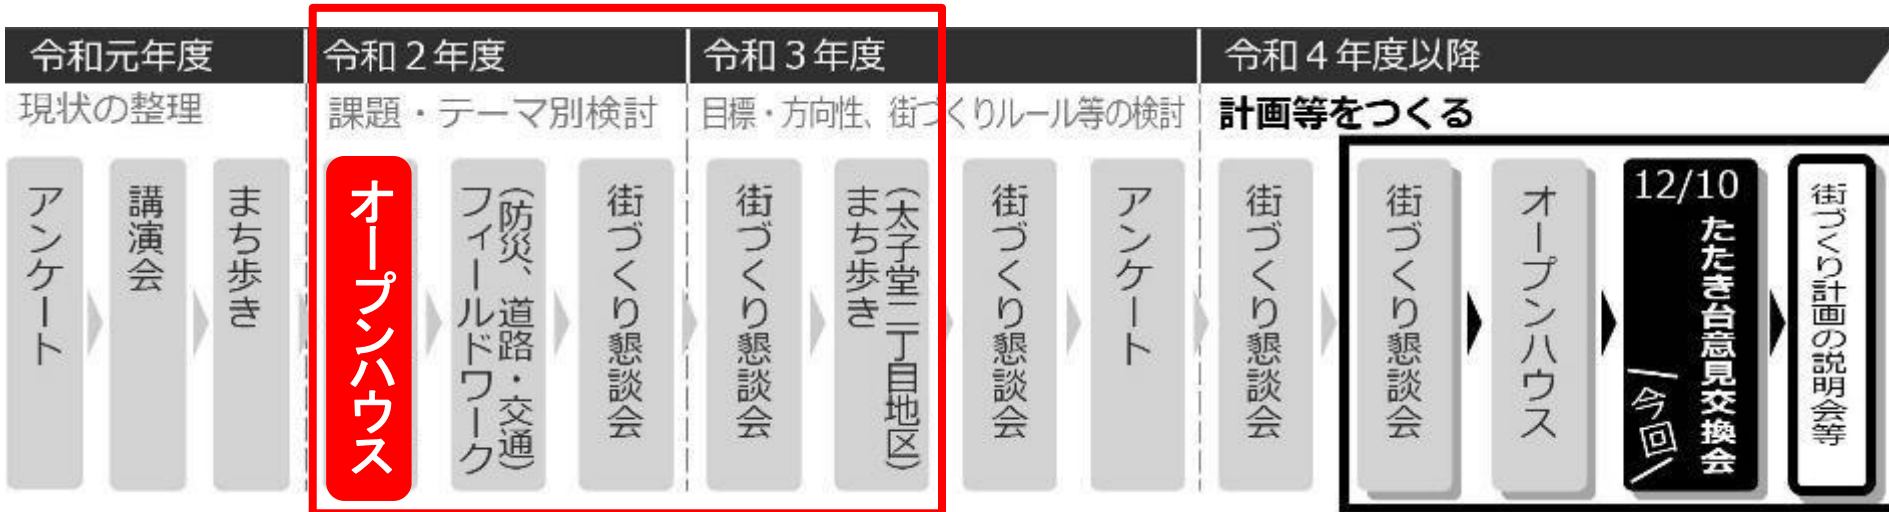 令和元年度
令和２年度
令和３年度
令和４年度以降
現状の整理
課題・テーマ別検討
目標・方向性、街づくりルール等の検討
計画等をつくる
アンケート
講演会
まち歩き
オープンハウス
フィールドワーク
（防災、道路・交通）
街づくり懇談会
街づくり懇談会
まち歩き
（太子堂二丁目地区）
街づくり懇談会
アンケート
街づくり懇談会
街づくり懇談会
オープンハウス
12/10
たたき台意見交換会
今回
街づくり計画の説明会等